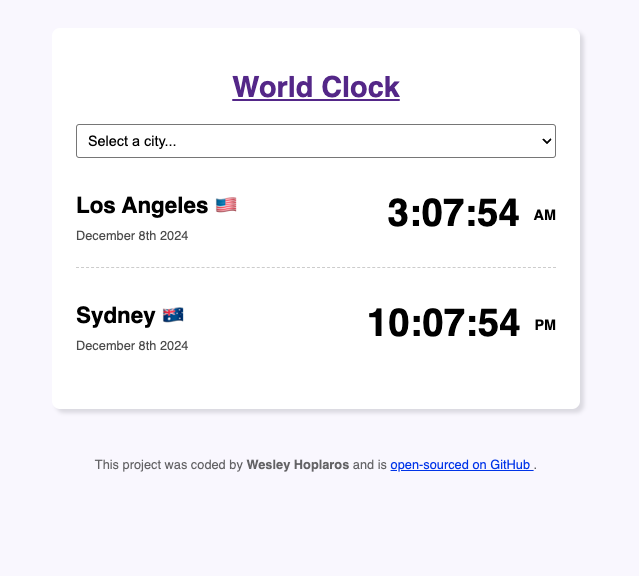 World Clock
Select a city...
Los Angeles 🇺🇸
3:07:54 AM
December 8th 2024
Sydney 🇦🇺
10:07:54 PM
December 8th 2024
This project was coded by Wesley Hoplaros and is open-sourced on GitHub .